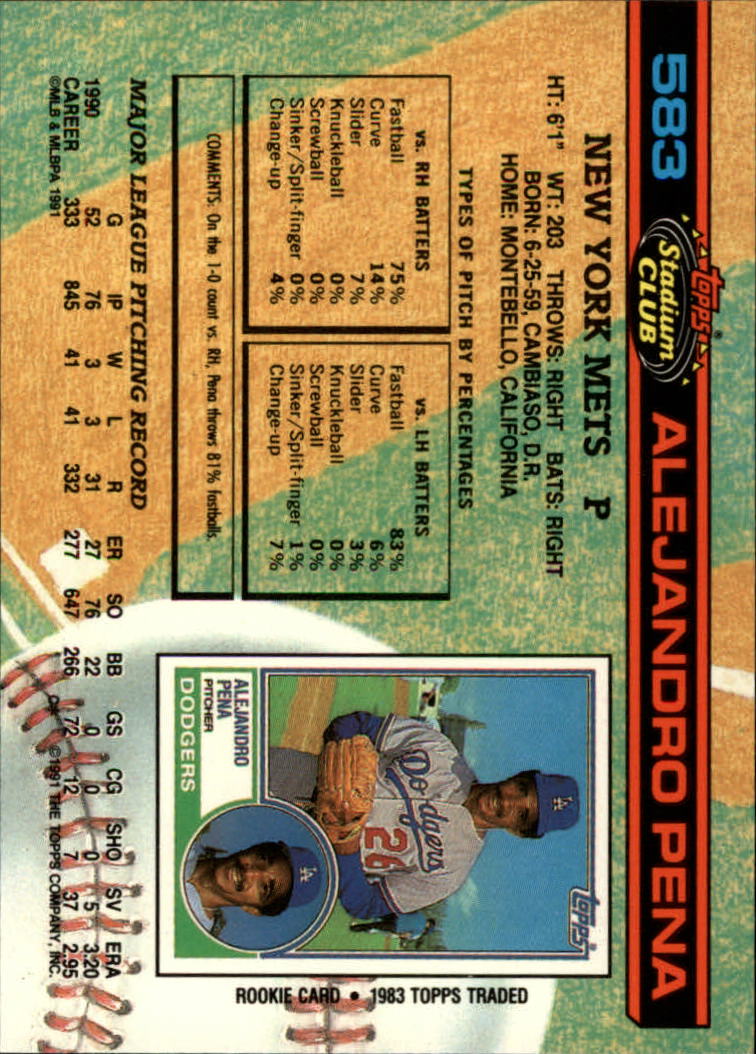 583
topps®
Stadium
CLUB
ALEJANDRO PENA
NEW YORK METS P
HT: 6'1" WT: 203 THROWS: RIGHT BATS: RIGHT
BORN: 6-25-59, CAMBIASO, D.R.
HOME: MONTEBELLO, CALIFORNIA
TYPES OF PITCH BY PERCENTAGES
vs. RH BATTERS
Fastball 75%
Curve 14%
Slider 7%
Knuckleball 0%
Screwball 0%
Sinker/Split-finger 0%
Change-up 4%
vs. LH BATTERS
Fastball 83%
Curve 6%
Slider 3%
Knuckleball 0%
Screwball 0%
Sinker/Split-finger 1%
Change-up 7%
COMMENTS: On the 1-0 count vs. RH, Pena throws 81% fastballs.
MAJOR LEAGUE PITCHING RECORD
G IP W L R ER SO BB GS CG SHO SV ERA
1990 52 76 3 3 31 27 76 22 0 0 0 5 3.20
CAREER 333 845 41 41 332 277 647 266 72 12 7 37 2.95
©MLB & MLBPA 1991
©1991 THE TOPPS COMPANY, INC.
topps
LA
Dodgers
26
LA
ALEJANDRO
PENA
PITCHER
DODGERS
ROOKIE CARD • 1983 TOPPS TRADED